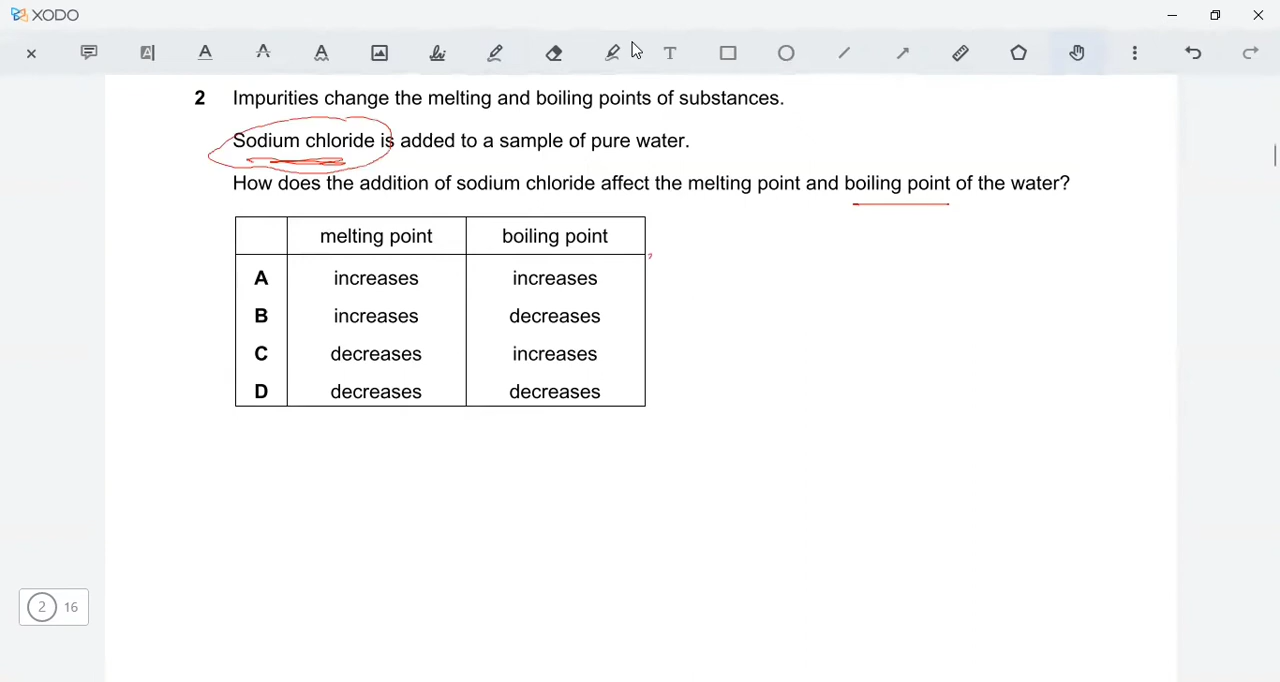 XODO
2 Impurities change the melting and boiling points of substances.
Sodium chloride is added to a sample of pure water.
How does the addition of sodium chloride affect the melting point and boiling point of the water?
melting point boiling point
A increases increases
B increases decreases
C decreases increases
D decreases decreases
2 16